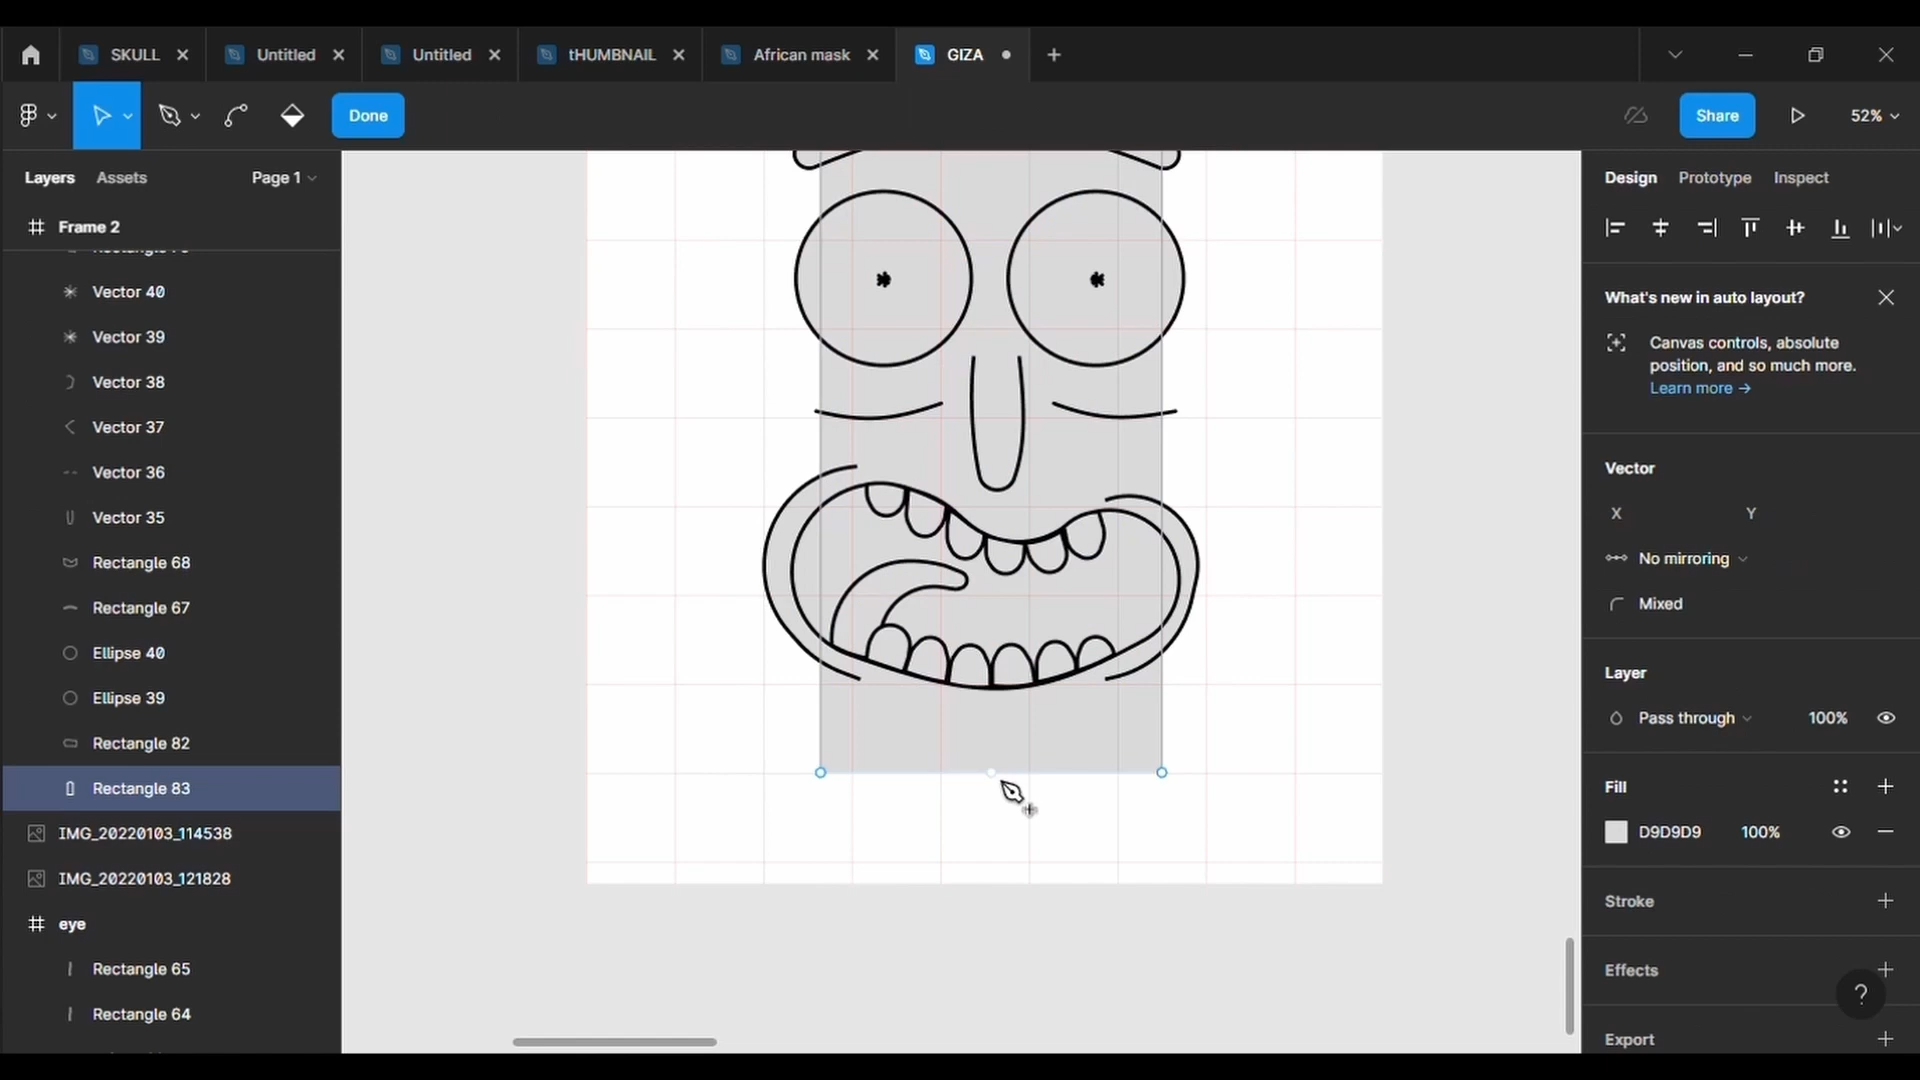 SKULL
Untitled
Untitled
tHUMBNAIL
African mask
GIZA
Done
Share
52%
Layers
Assets
Page 1
Frame 2
Vector 40
Vector 39
Vector 38
Vector 37
Vector 36
Vector 35
Rectangle 68
Rectangle 67
Ellipse 40
Ellipse 39
Rectangle 82
Rectangle 83
IMG_20220103_114538
IMG_20220103_121828
eye
Rectangle 65
Rectangle 64
Design
Prototype
Inspect
What's new in auto layout?
Canvas controls, absolute
position, and so much more.
Learn more →
Vector
X
Y
No mirroring
Mixed
Layer
Pass through
100%
Fill
D9D9D9
100%
Stroke
Effects
?
Export